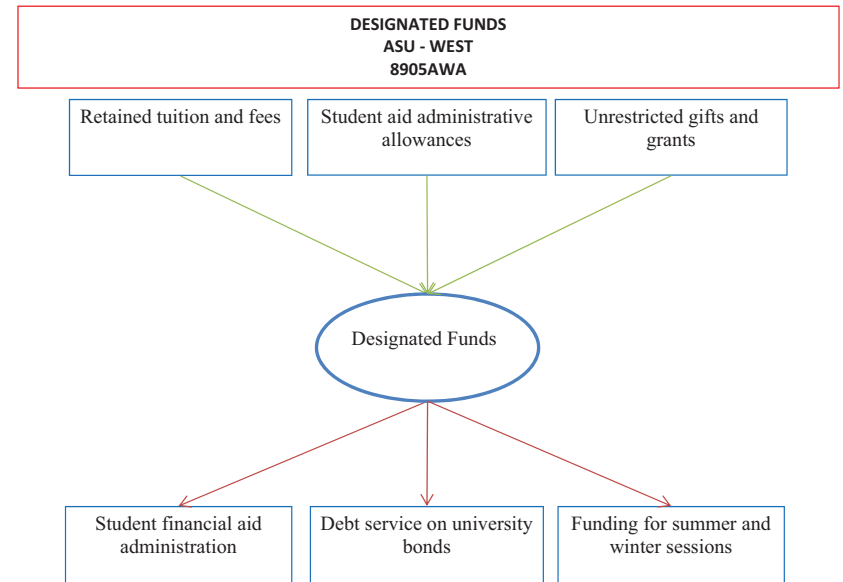 DESIGNATED FUNDS
ASU - WEST
8905AWA
Retained tuition and fees
Student aid administrative
allowances
Unrestricted gifts and
grants
Designated Funds
Student financial aid
administration
Debt service on university
bonds
Funding for summer and
winter sessions